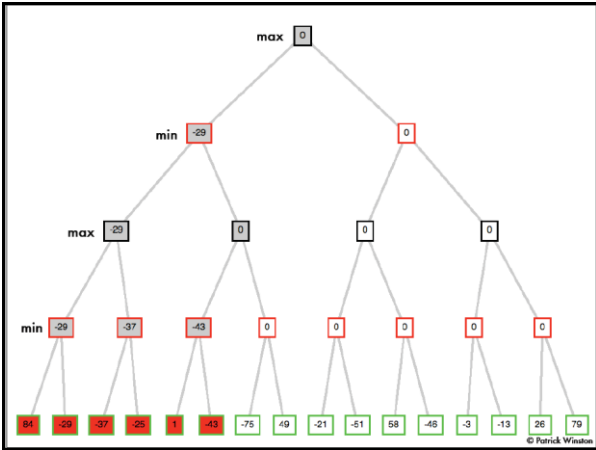 max 0
min -29 0
max -29 0 0 0
min -29 -37 -43 0 0 0 0 0
84 -29 -37 -25 1 -43 -75 49 -21 -51 58 -46 -3 -13 26 79
© Patrick Winston